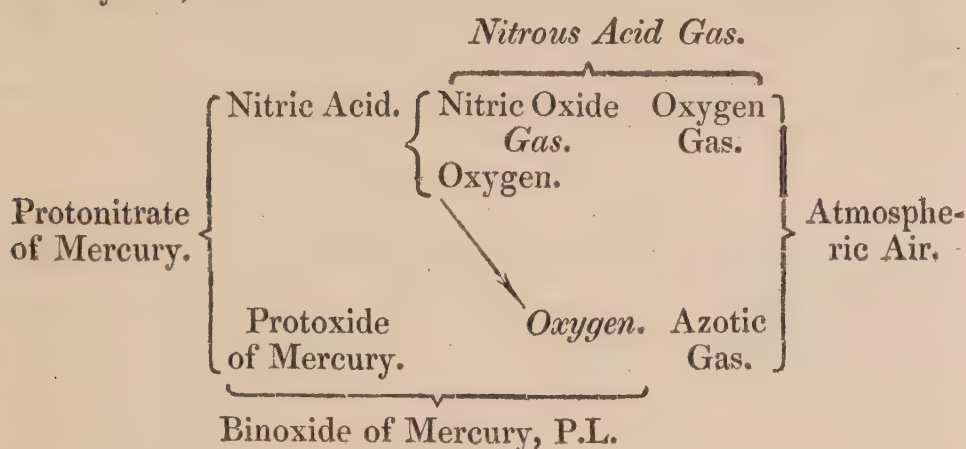 Nitrous Acid Gas.
Nitric Acid. Nitric Oxide Oxygen
Gas. Gas.
Oxygen.
Protonitrate Atmosphe-
of Mercury. ric Air.
Protoxide Oxygen. Azotic
of Mercury. Gas.
Binoxide of Mercury, P.L.